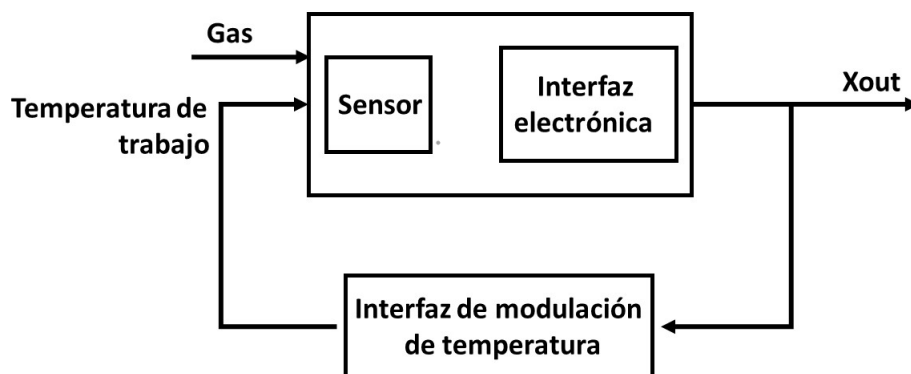 Gas
Temperatura de
trabajo
Sensor
Interfaz
electrónica
Xout
Interfaz de modulación
de temperatura